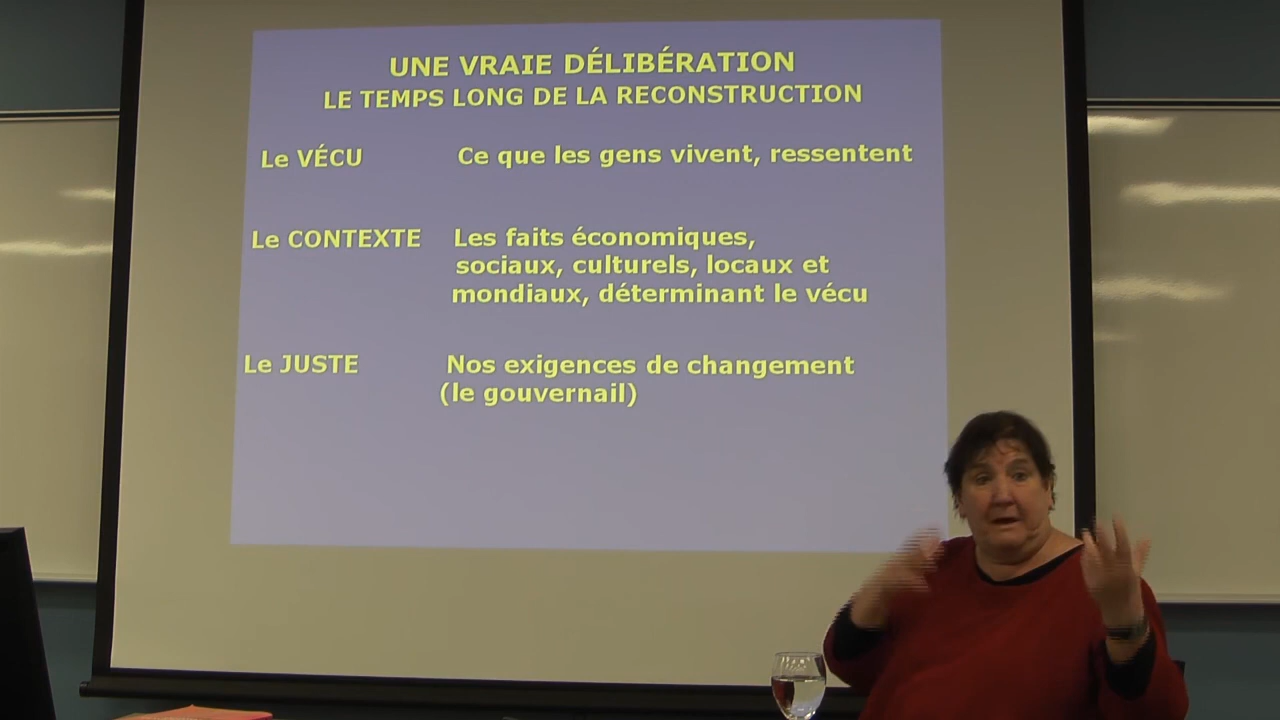 UNE VRAIE DÉLIBÉRATION
LE TEMPS LONG DE LA RECONSTRUCTION
Le VÉCU Ce que les gens vivent, ressentent
Le CONTEXTE Les faits économiques,
sociaux, culturels, locaux et
mondiaux, déterminant le vécu
Le JUSTE Nos exigences de changement
(le gouvernail)